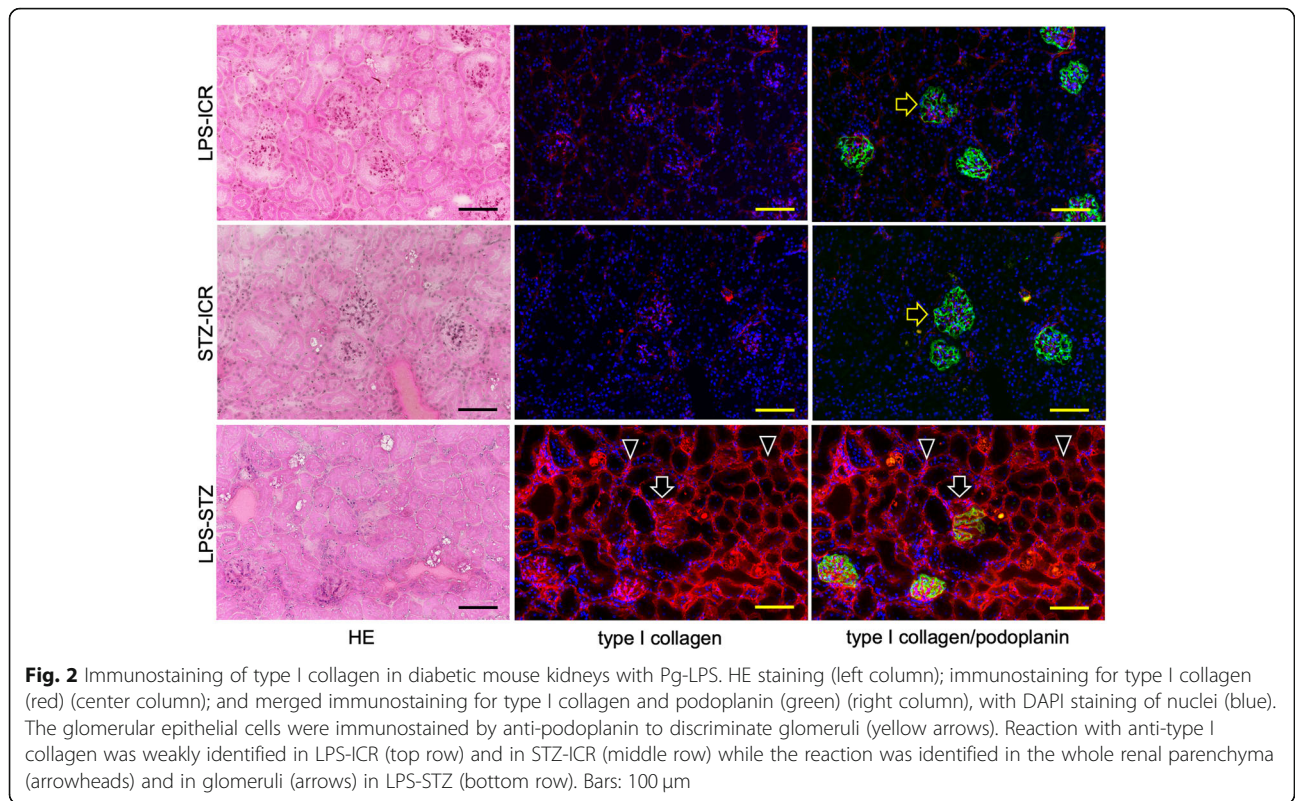 LPS-ICR
STZ-ICR
LPS-STZ
HE
type I collagen
type I collagen/podoplanin
Fig. 2 Immunostaining of type I collagen in diabetic mouse kidneys with Pg-LPS. HE staining (left column); immunostaining for type I collagen
(red) (center column); and merged immunostaining for type I collagen and podoplanin (green) (right column), with DAPI staining of nuclei (blue).
The glomerular epithelial cells were immunostained by anti-podoplanin to discriminate glomeruli (yellow arrows). Reaction with anti-type I
collagen was weakly identified in LPS-ICR (top row) and in STZ-ICR (middle row) while the reaction was identified in the whole renal parenchyma
(arrowheads) and in glomeruli (arrows) in LPS-STZ (bottom row). Bars: 100 μm